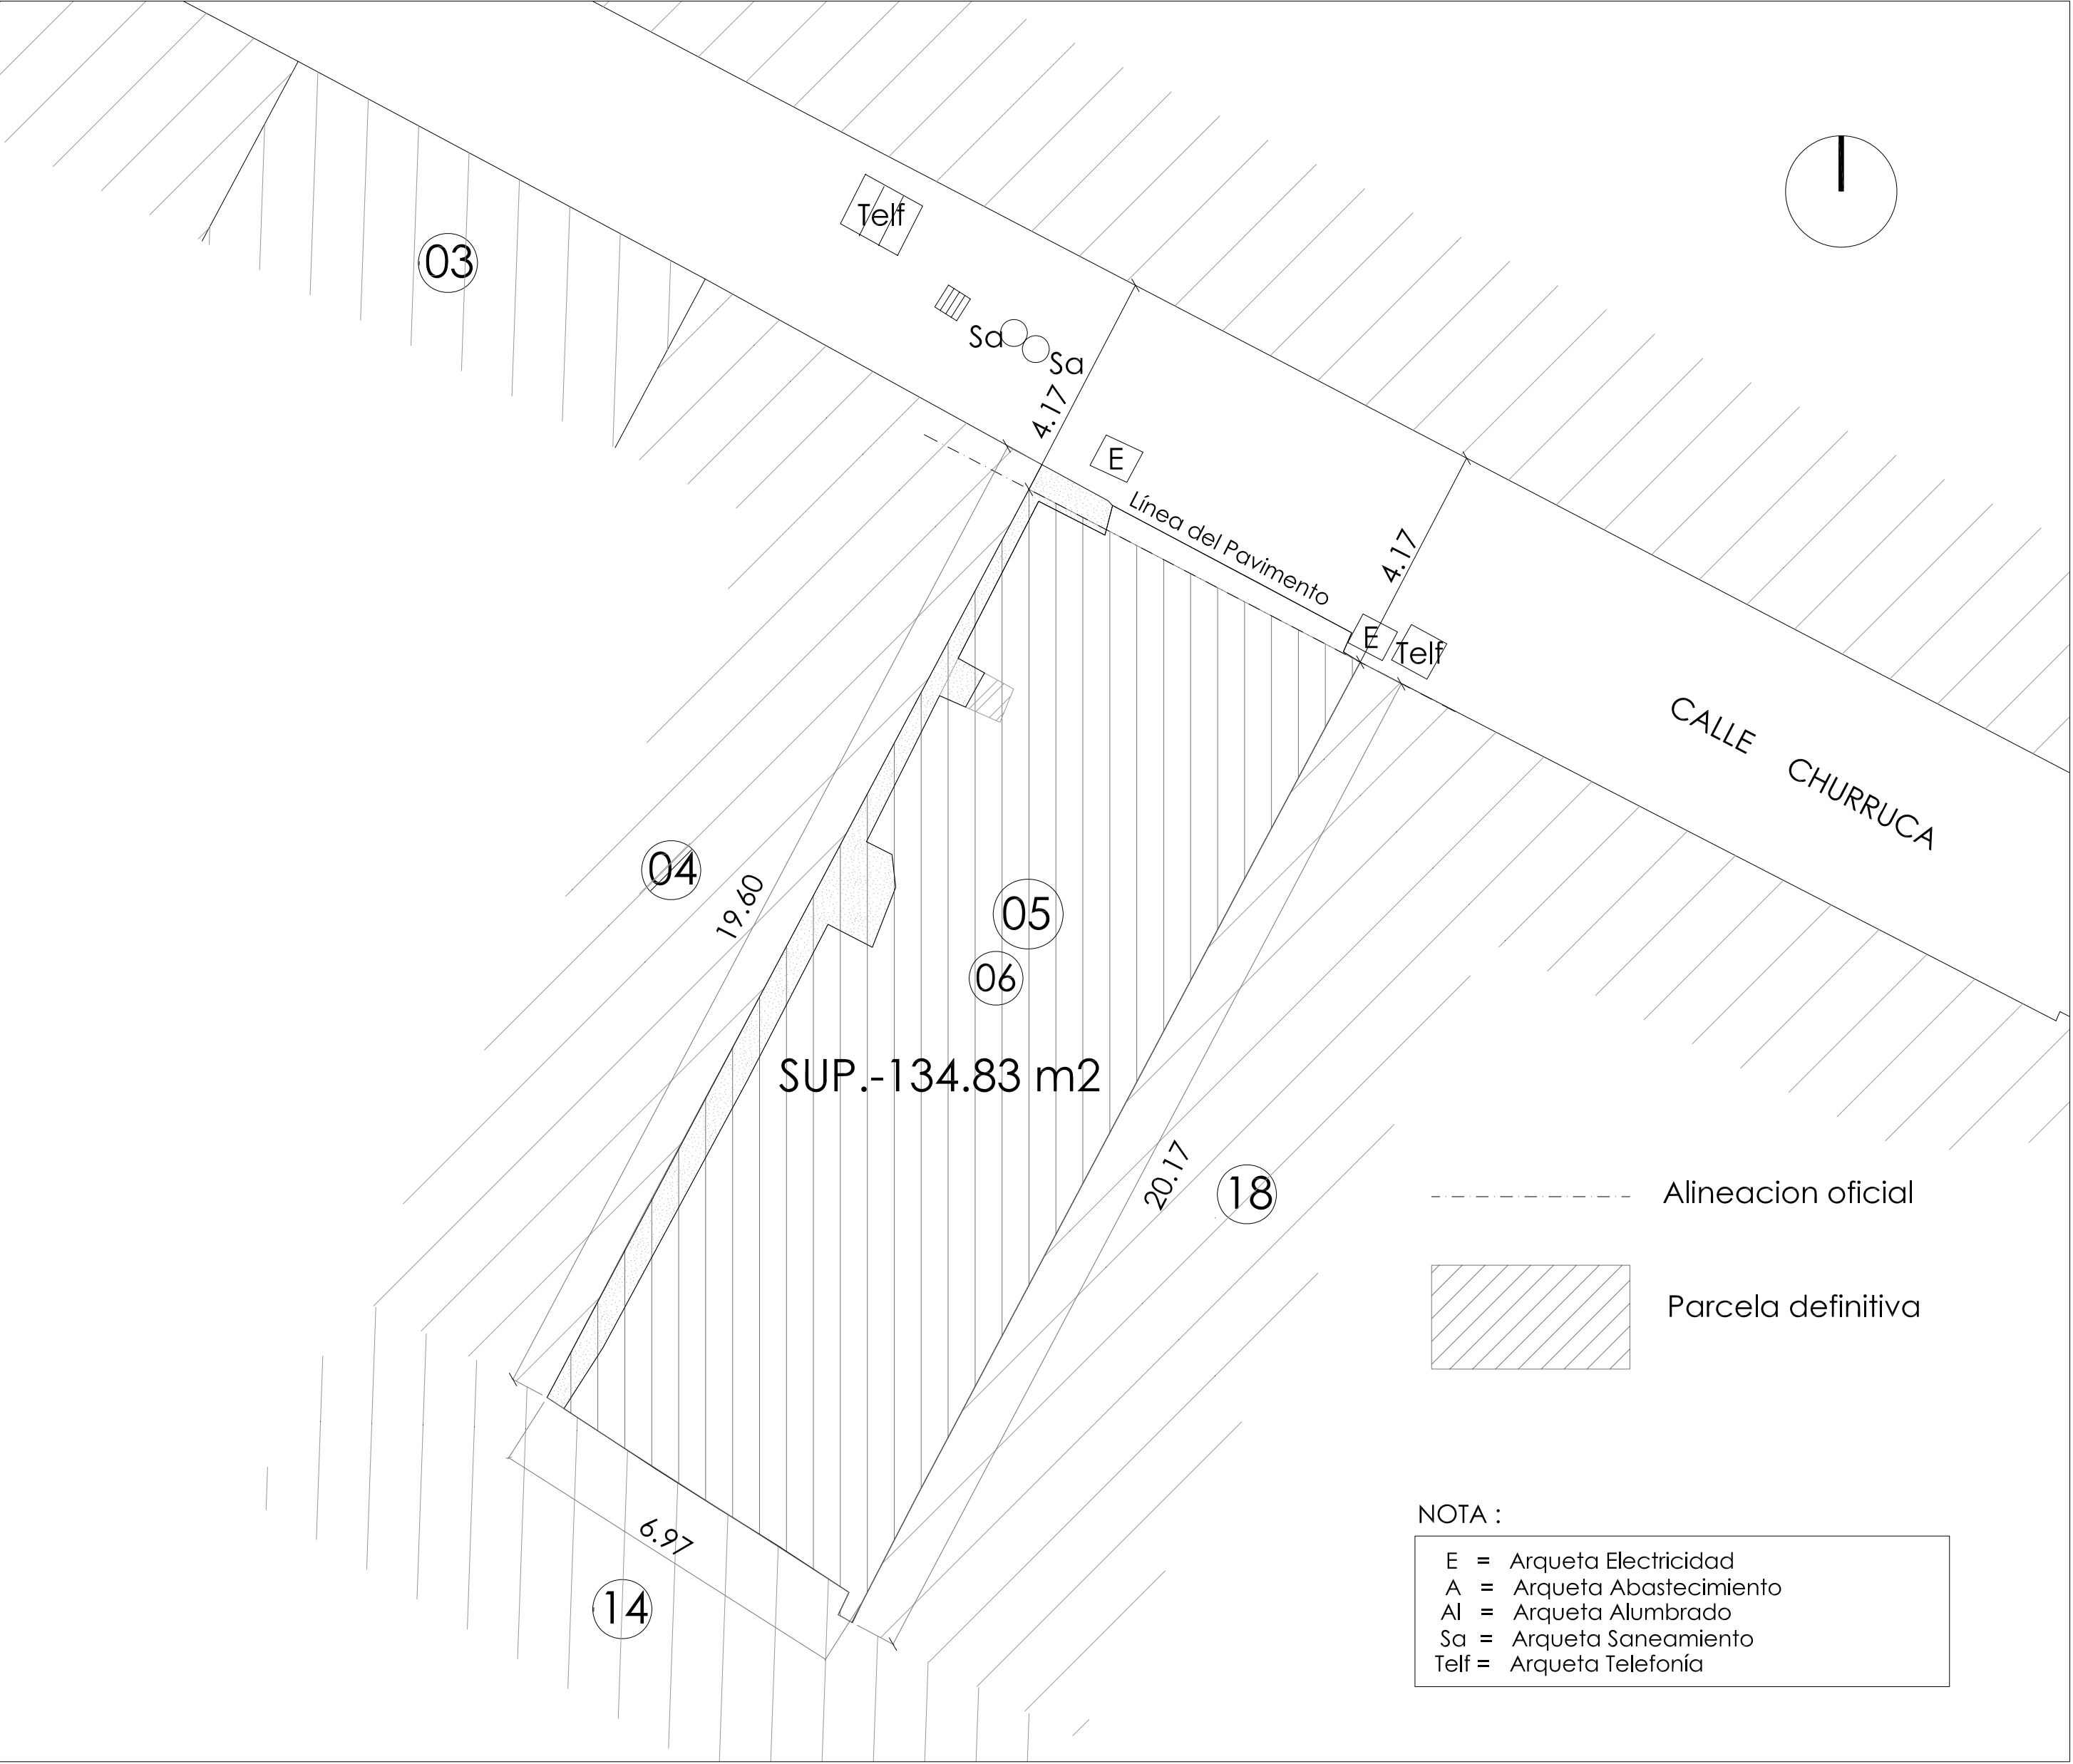 Telf
03
Sa
Sa
4.17
E
Línea del Pavimento
4.17
E
Telf
CALLE CHURRUCA
04
19.60
05
06
SUP.-134.83 m2
20.17
18
Alineacion oficial
Parcela definitiva
6.97
14
NOTA :
E = Arqueta Electricidad
A = Arqueta Abastecimiento
Al = Arqueta Alumbrado
Sa = Arqueta Saneamiento
Telf = Arqueta Telefonía